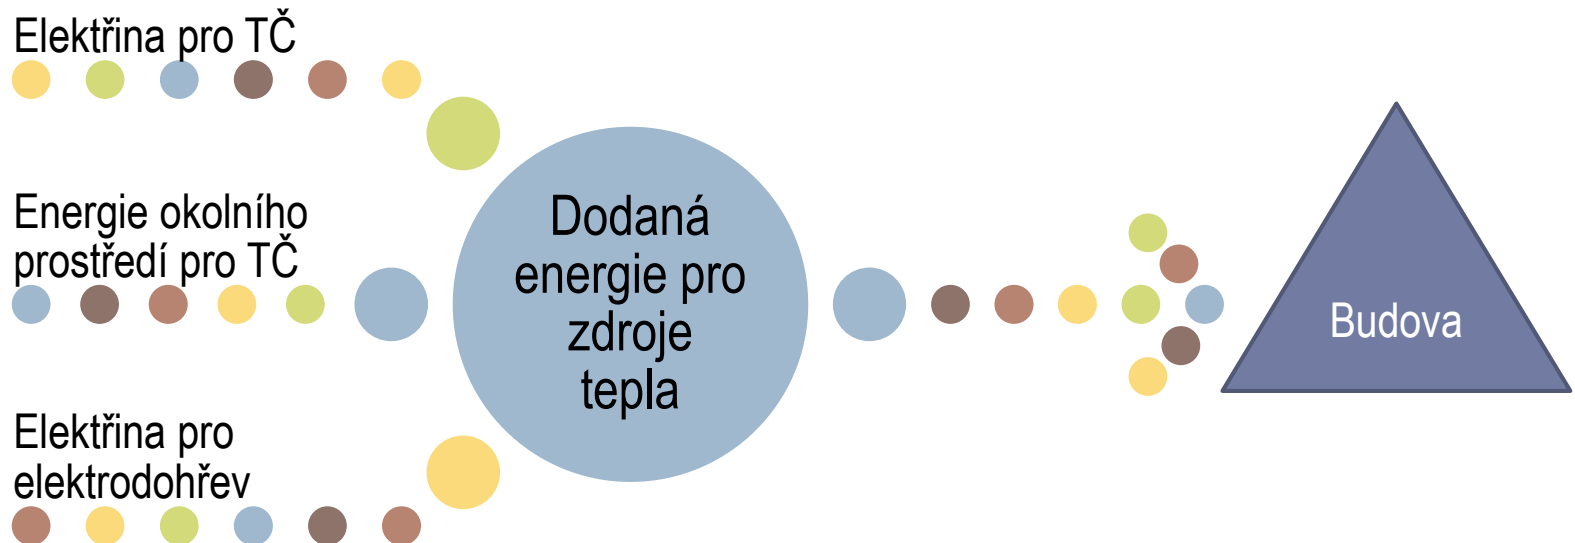 Elektřina pro TČ
Energie okolního
prostředí pro TČ
Elektřina pro
elektrodohřev
Dodaná
energie pro
zdroje
tepla
Budova